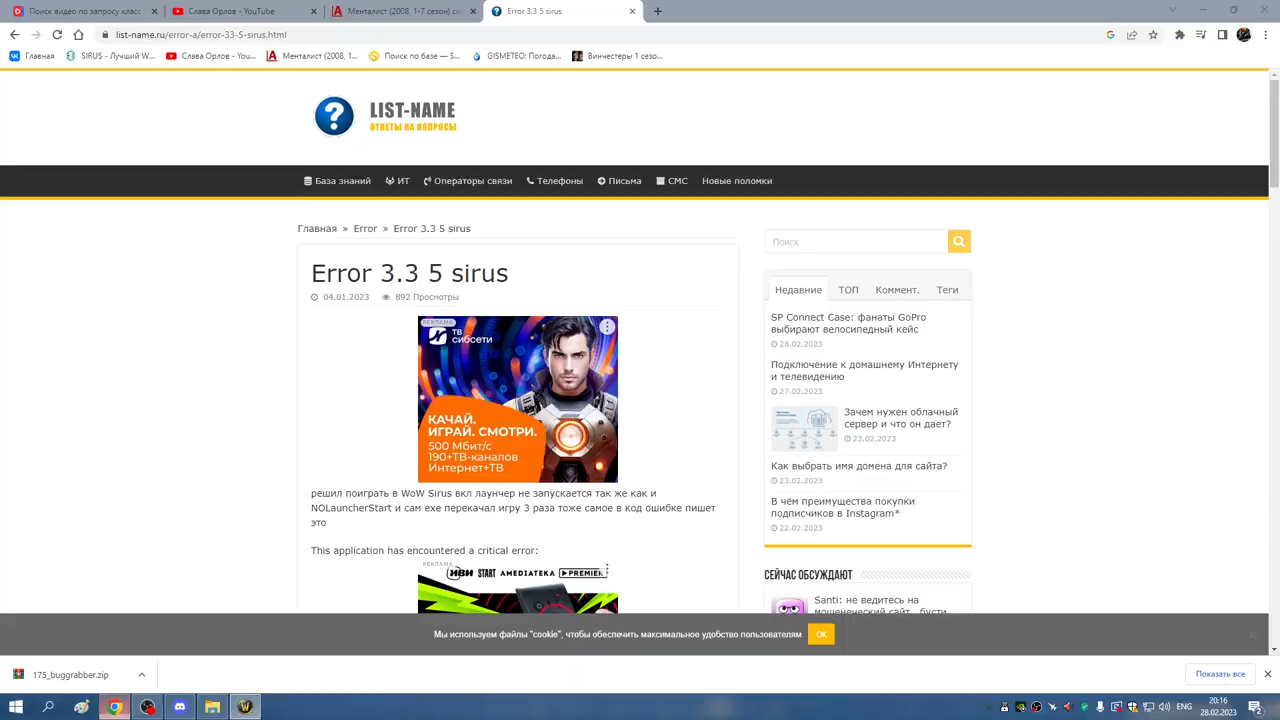 Поиск видео по запросу класс
YouTube
Менталист (2008, 1-7 сезон)
Error 3.3 5 sirus
list-name.ru/error-a/error-33-5-sirus.html
Главная
SIRUS - Лучший W...
Слава Орлов - You...
Менталист (2008, 1...
Поиск по базе — S...
GISMETEO: Погода...
Винчестеры 1 сезо...
LIST-NAME
ОТВЕТЫ НА ВОПРОСЫ
База знаний
ИТ
Операторы связи
Телефоны
Письма
СМС
Новые поломки
Главная » Error » Error 3.3 5 sirus
Error 3.3 5 sirus
04.01.2023 892 Просмотры
РЕКЛАМА
ТВ
сибсети
КАЧАЙ.
ИГРАЙ. СМОТРИ.
500 Мбит/с
190+ТВ-каналов
Интернет+ТВ
решил поиграть в WoW Sirus вкл лаунчер не запускается так же как и
NOLauncherStart и сам ехе перекачал игру 3 раза тоже самое в код ошибке пишет
это
This application has encountered a critical error:
РЕКЛАМА
ИВИ START AMEDIATEKA PREMIER
Поиск
Недавние ТОП Коммент. Теги
SP Connect Case: фанаты GoPro
выбирают велосипедный кейс
28.02.2023
Подключение к домашнему Интернету
и телевидению
27.02.2023
Зачем нужен облачный
сервер и что он дает?
23.02.2023
Как выбрать имя домена для сайта?
23.02.2023
В чём преимущества покупки
подписчиков в Instagram*
22.02.2023
СЕЙЧАС ОБСУЖДАЮТ
Santi: не ведитесь на
мошенеческий сайт
Мы используем файлы "cookie", чтобы обеспечить максимальное удобство пользователям
ОК
175_buggrabber.zip
Показать все
20:16
28.02.2023